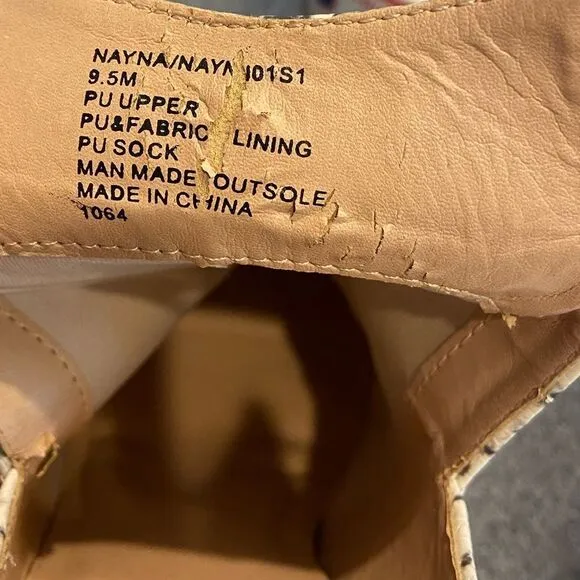 NAYNA/NAYN 01S1
9.5M
PU UPPER
PU&FABRIC LINING
PU SOCK
MAN MADE OUTSOLE
MADE IN CHINA
1064